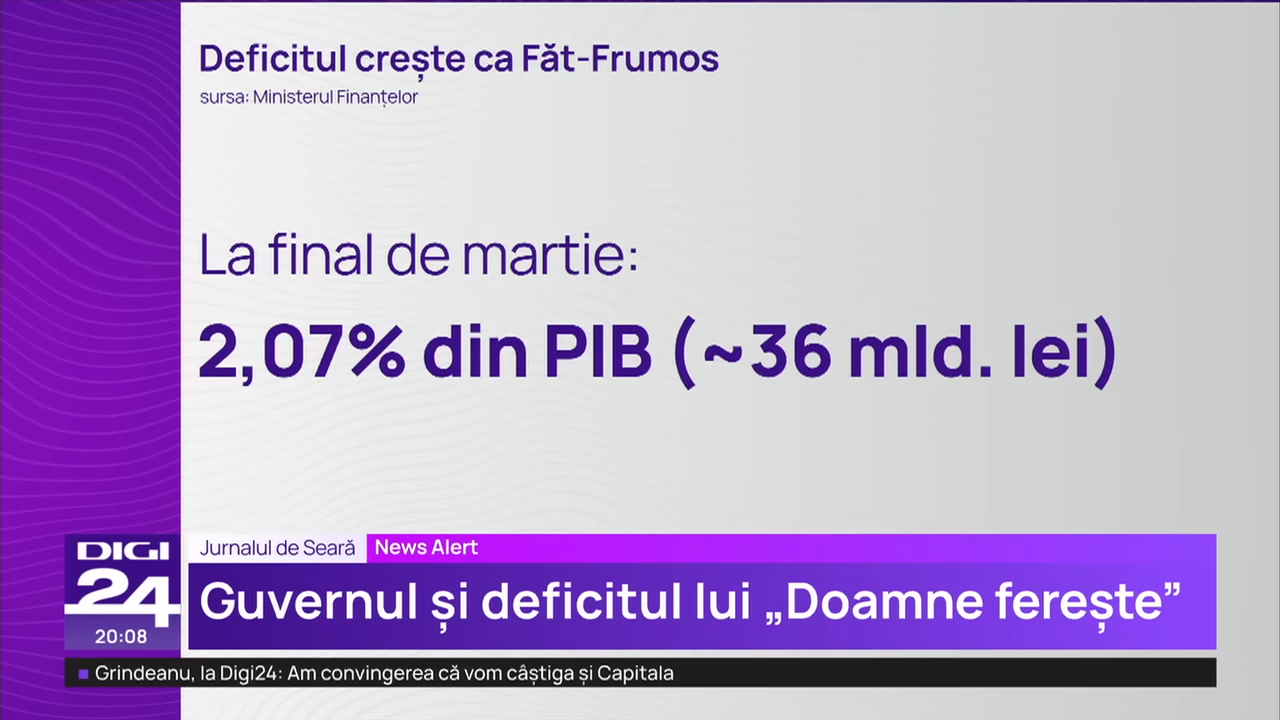 Deficitul crește ca Făt-Frumos
sursa: Ministerul Finanțelor
La final de martie:
2,07% din PIB (~36 mld. lei)
DIGI
24
20:08
Jurnalul de Seară
News Alert
Guvernul și deficitul lui „Doamne ferește”
Grindeanu, la Digi24: Am convingerea că vom câștiga și Capitala